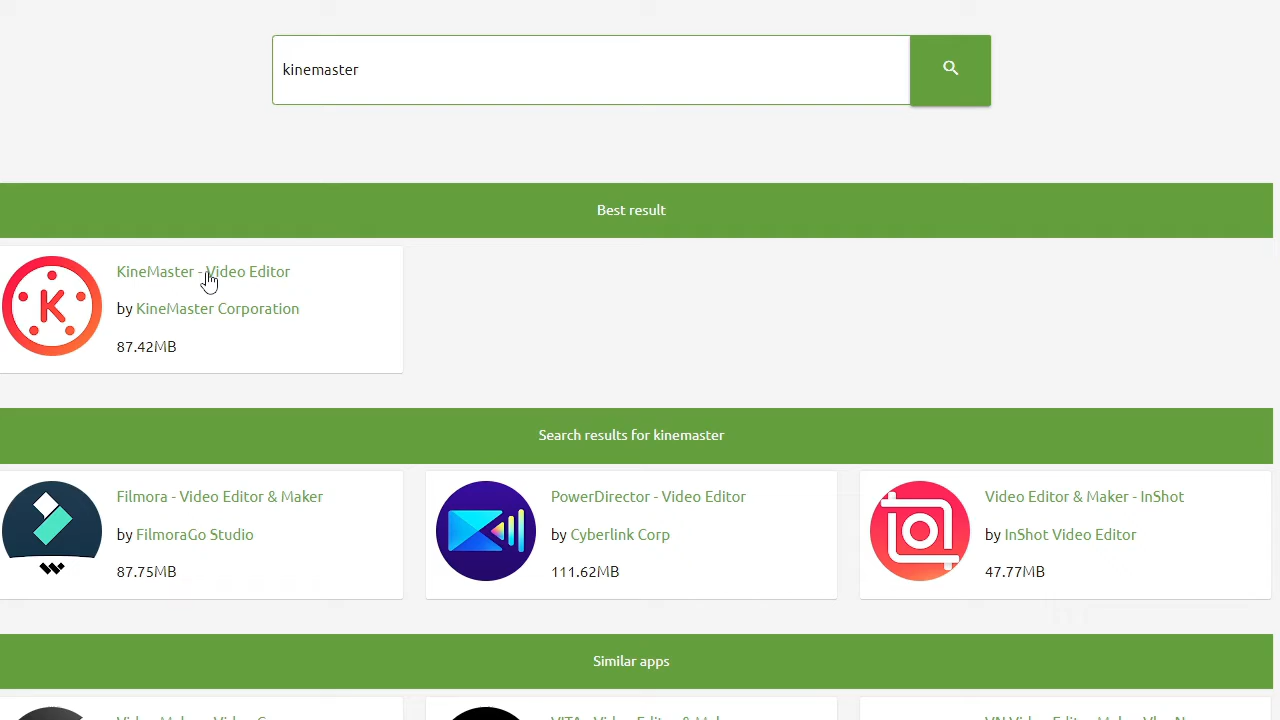 kinemaster
Best result
KineMaster - Video Editor
by KineMaster Corporation
87.42MB
Search results for kinemaster
Filmora - Video Editor & Maker
by FilmoraGo Studio
87.75MB
PowerDirector - Video Editor
by Cyberlink Corp
111.62MB
Video Editor & Maker - InShot
by InShot Video Editor
47.77MB
Similar apps